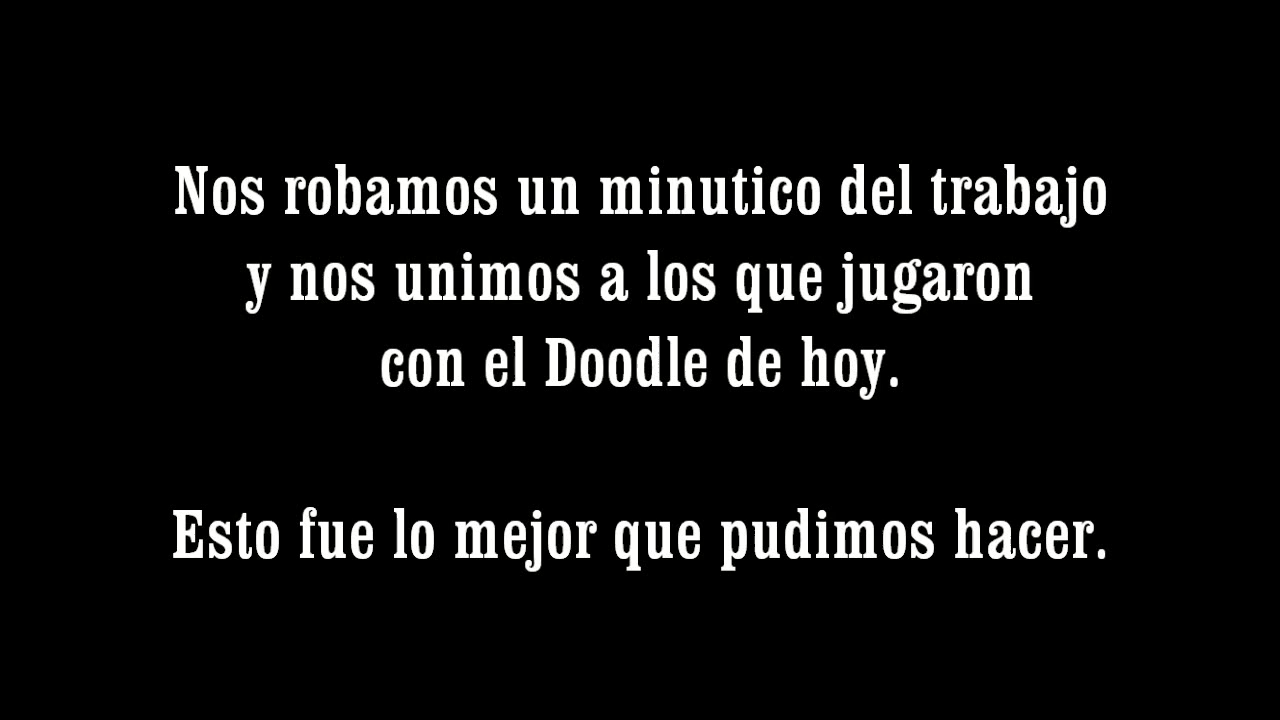 Nos robamos un minutico del trabajo
y nos unimos a los que jugaron
con el Doodle de hoy.
Esto fue lo mejor que pudimos hacer.